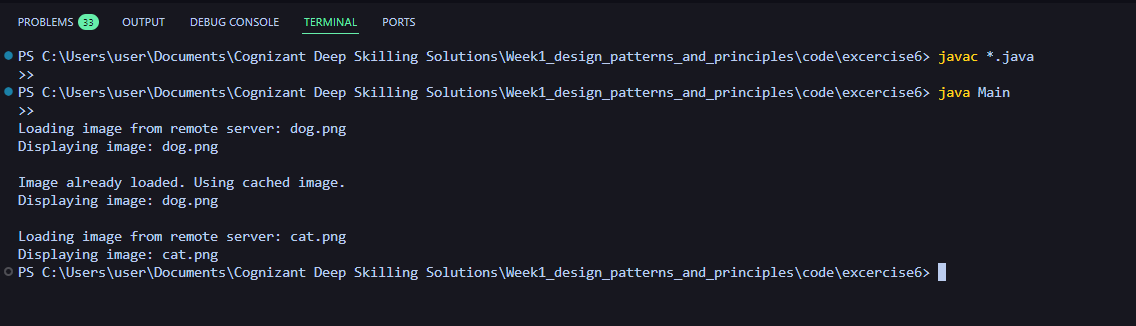 PROBLEMS 33 OUTPUT DEBUG CONSOLE TERMINAL PORTS
PS C:\Users\user\Documents\Cognizant Deep Skilling Solutions\Week1_design_patterns_and_principles\code\excercise6> javac *.java
>>
PS C:\Users\user\Documents\Cognizant Deep Skilling Solutions\Week1_design_patterns_and_principles\code\excercise6> java Main
>>
Loading image from remote server: dog.png
Displaying image: dog.png

Image already loaded. Using cached image.
Displaying image: dog.png

Loading image from remote server: cat.png
Displaying image: cat.png
PS C:\Users\user\Documents\Cognizant Deep Skilling Solutions\Week1_design_patterns_and_principles\code\excercise6>